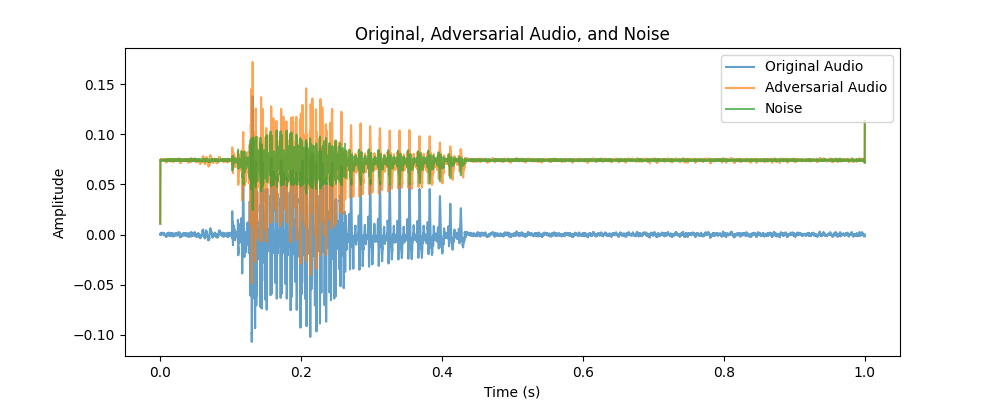 Original, Adversarial Audio, and Noise
Original Audio
Adversarial Audio
Noise
Amplitude
0.15
0.10
0.05
0.00
−0.05
−0.10
0.0 0.2 0.4 0.6 0.8 1.0
Time (s)